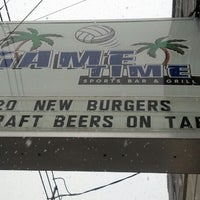 GAME
TIME
SPORTS BAR & GRILL
20 NEW BURGERS
RAFT BEERS ON TAP